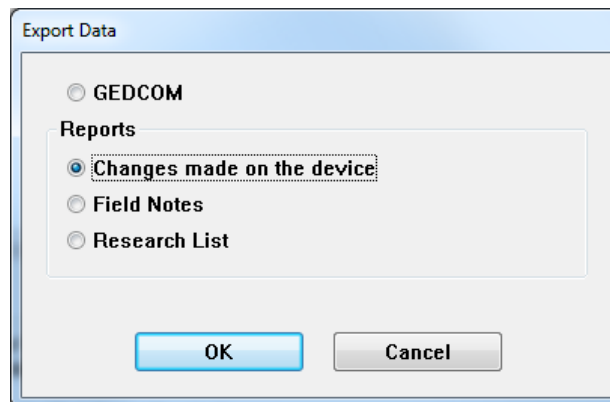 Export Data
GEDCOM
Reports
Changes made on the device
Field Notes
Research List
OK
Cancel